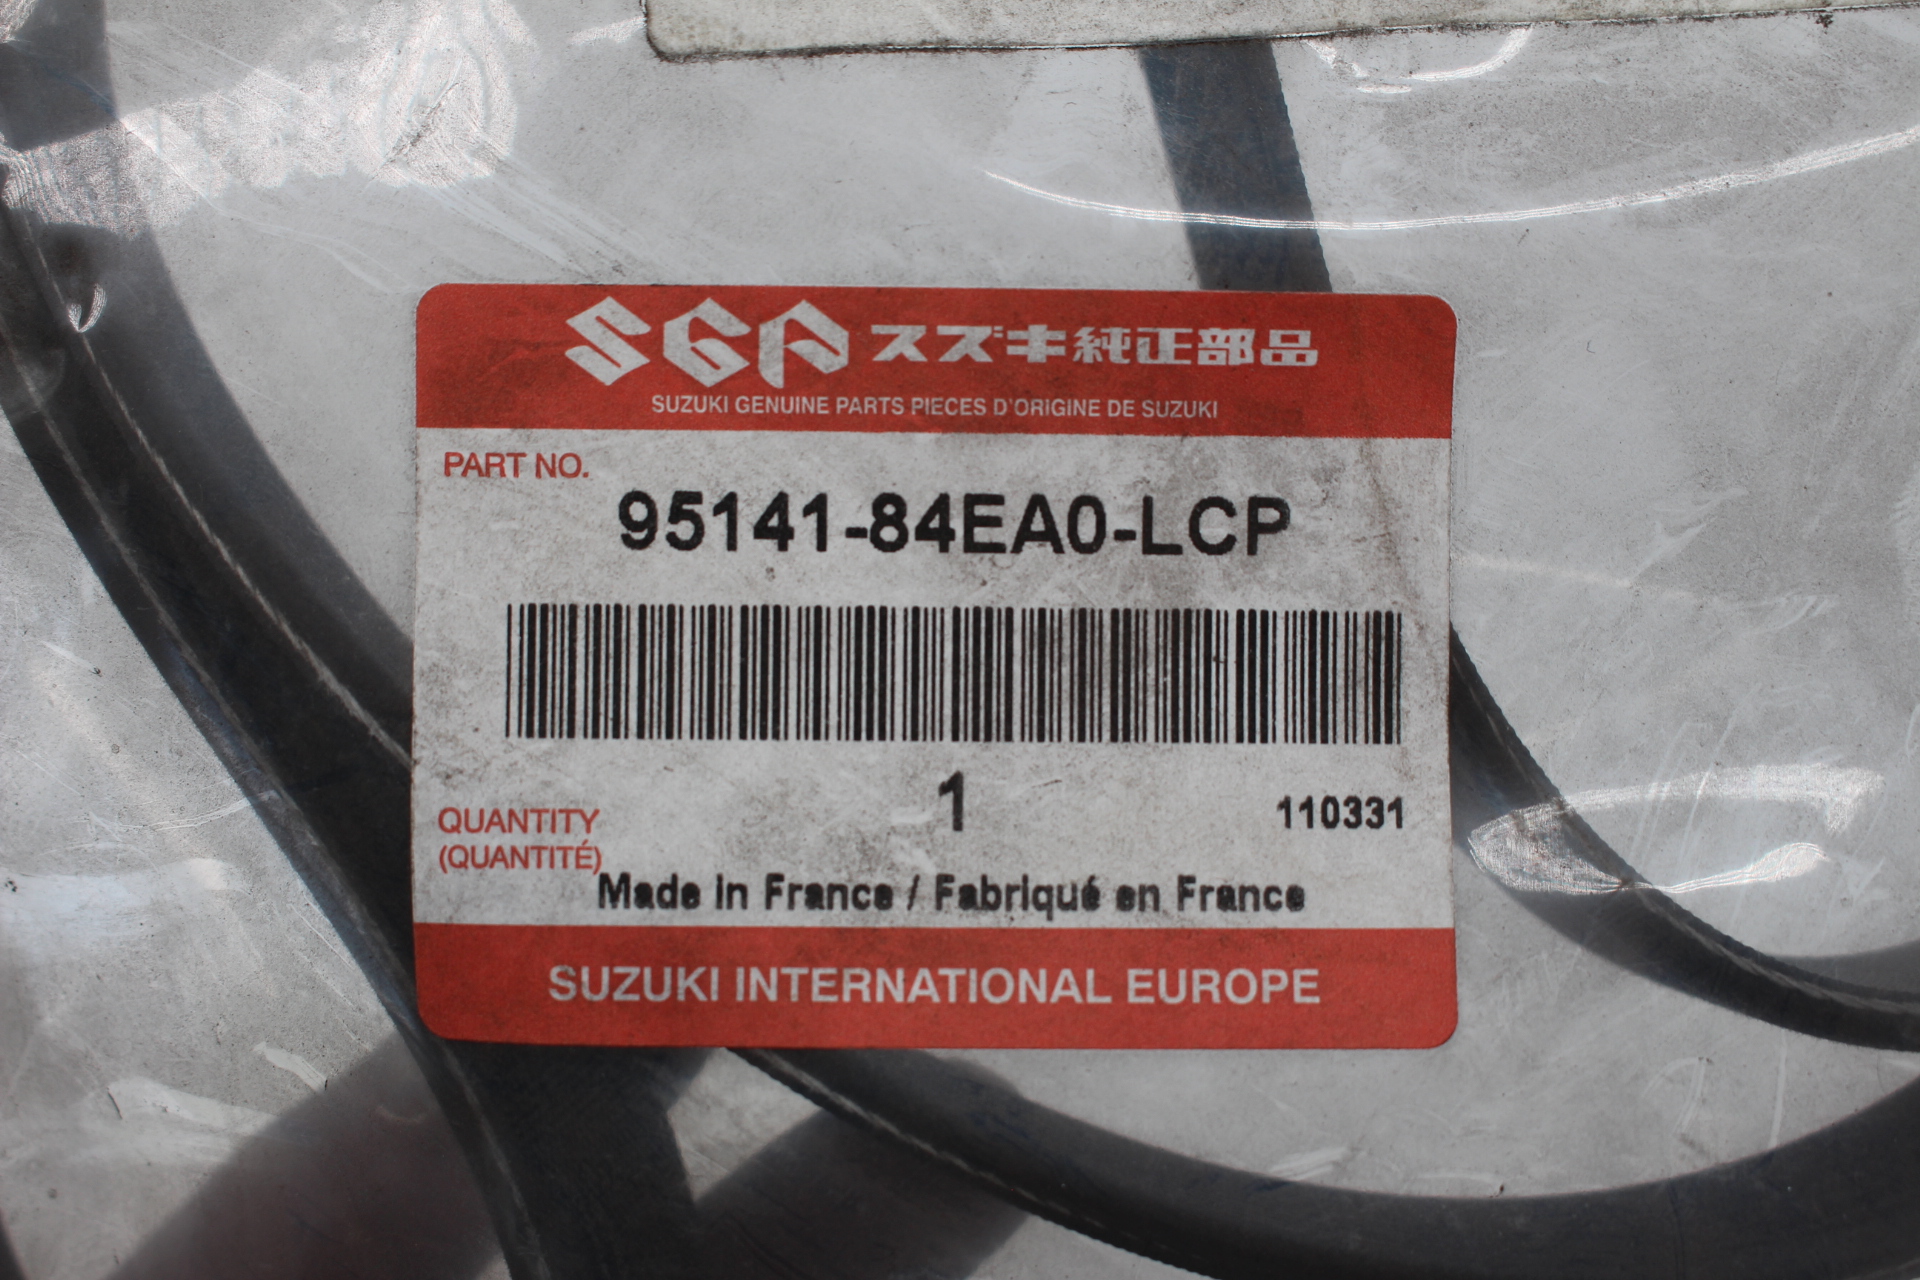 SGP スズキ純正部品
SUZUKI GENUINE PARTS PIECES D'ORIGINE DE SUZUKI
PART NO.
95141-84EA0-LCP
1
110331
QUANTITY
(QUANTITÉ)
Made in France / Fabriqué en France
SUZUKI INTERNATIONAL EUROPE